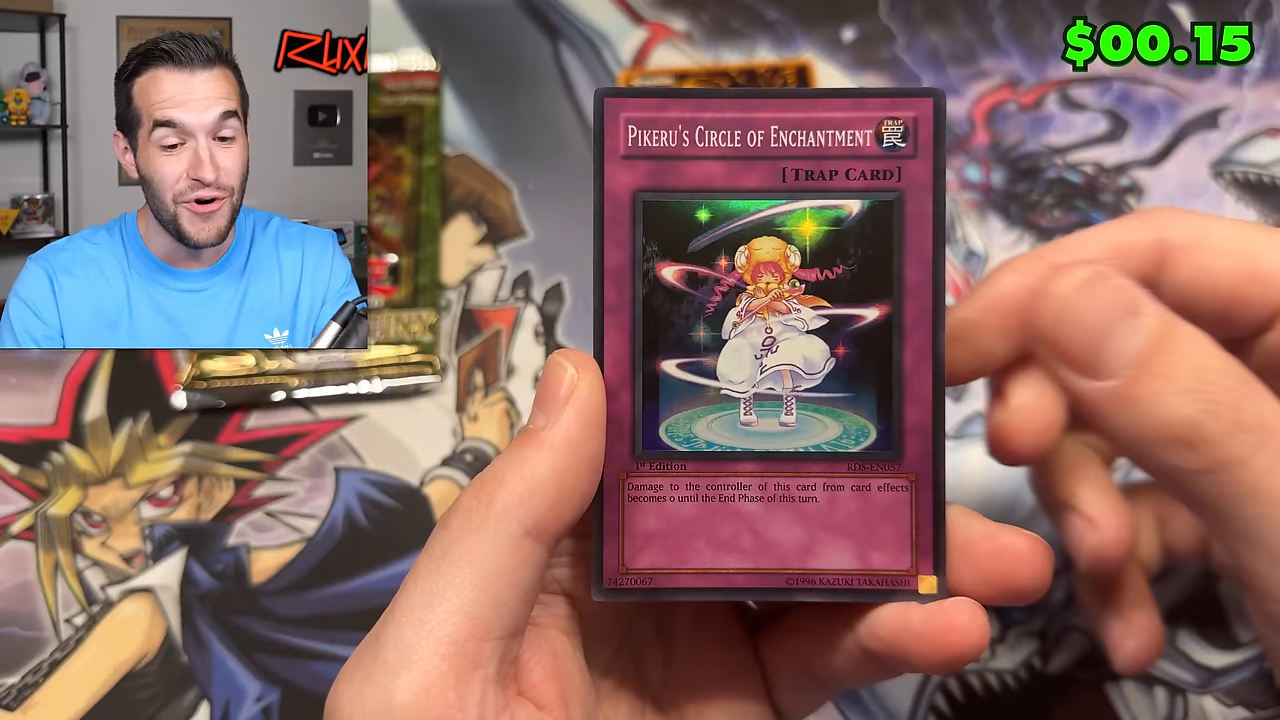 $00.15
RUX
PIKERU'S CIRCLE OF ENCHANTMENT
TRAP
罠
[TRAP CARD]
adidas
1st Edition
RDS-EN057
Damage to the controller of this card from card effects
becomes 0 until the End Phase of this turn.
74270067
©1996 KAZUKI TAKAHASHI